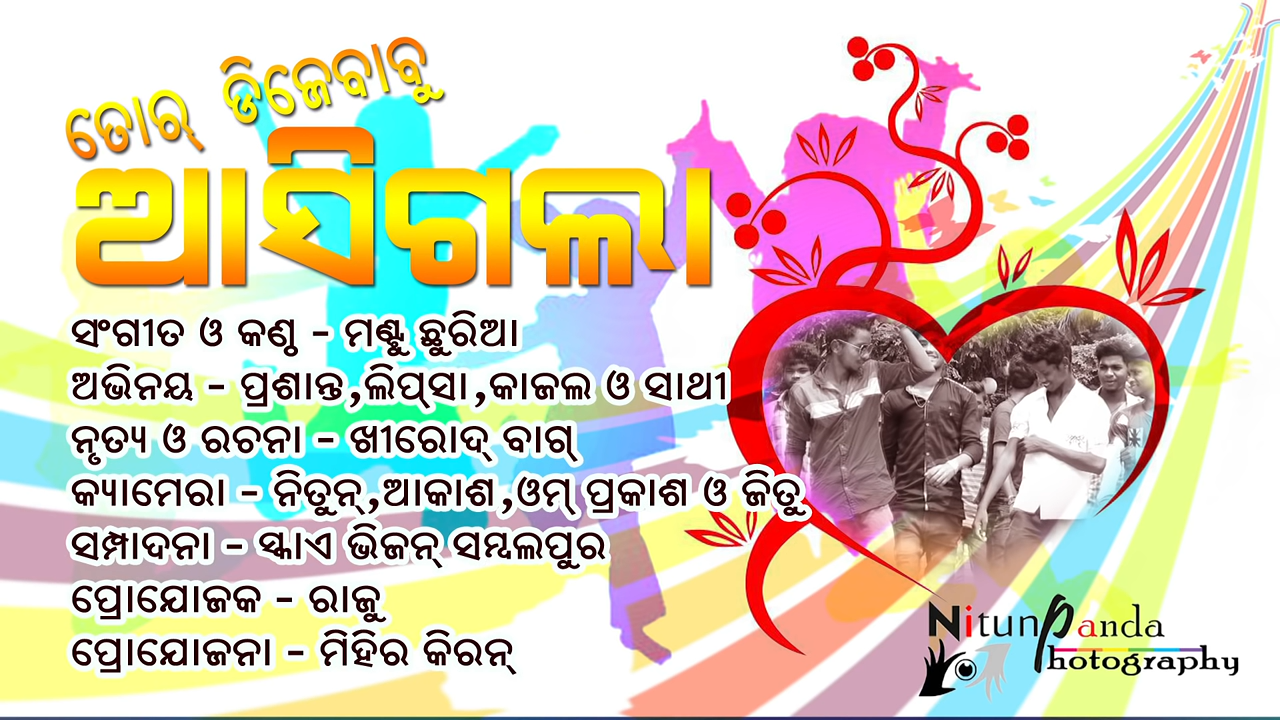 ତୋର୍ ଡିଜେବାବୁ
ଆସିଗଲା
ସଂଗୀତ ଓ କଣ୍ଠ - ମଣ୍ଟୁ ଛୁରିଆ
ଅଭିନୟ - ପ୍ରଶାନ୍ତ,ଲିପ୍‌ସା,କାଜଲ ଓ ସାଥୀ
ନୃତ୍ୟ ଓ ରଚନା - ଖୀରୋଦ୍ ବାଗ୍
କ୍ୟାମେରା - ନିତୁନ୍,ଆକାଶ,ଓମ୍ ପ୍ରକାଶ ଓ ଜିତୁ
ସମ୍ପାଦନା - ସ୍କାଏ ଭିଜନ୍ ସମ୍ବଲପୁର
ପ୍ରୋଯୋଜକ - ରାଜୁ
ପ୍ରୋଯୋଜନା - ମିହିର କିରନ୍
Nitun Panda
Photography